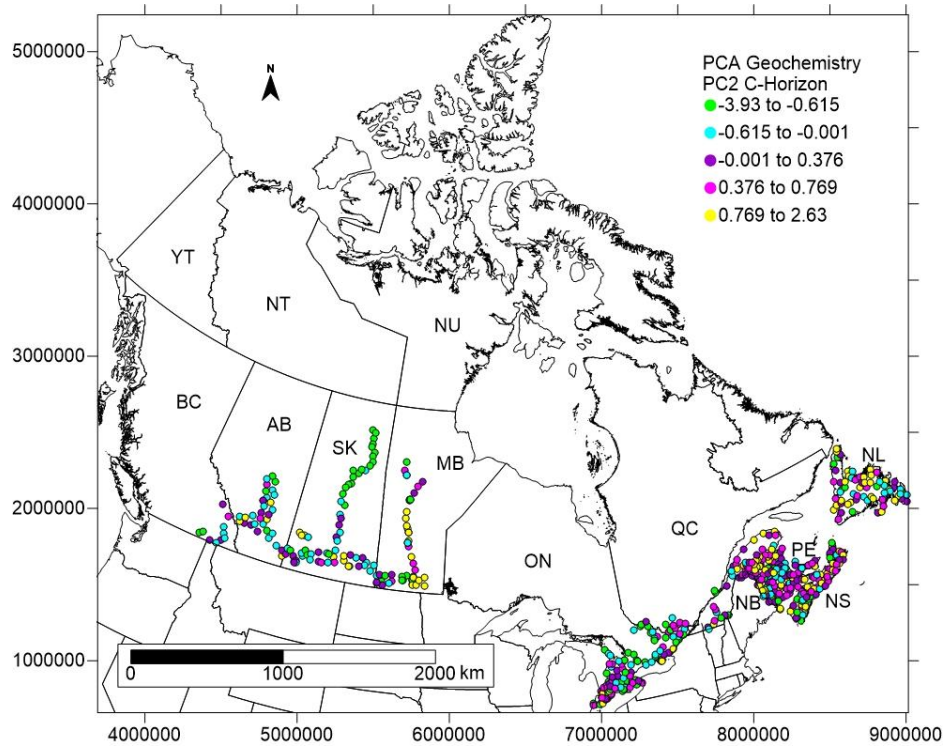 5000000
4000000
3000000
2000000
1000000
N
PCA Geochemistry
PC2 C-Horizon
-3.93 to -0.615
-0.615 to -0.001
-0.001 to 0.376
0.376 to 0.769
0.769 to 2.63
YT
NT
NU
BC
AB
SK
MB
NL
QC
ON
PE
NB
NS
0 1000 2000 km
4000000 5000000 6000000 7000000 8000000 9000000